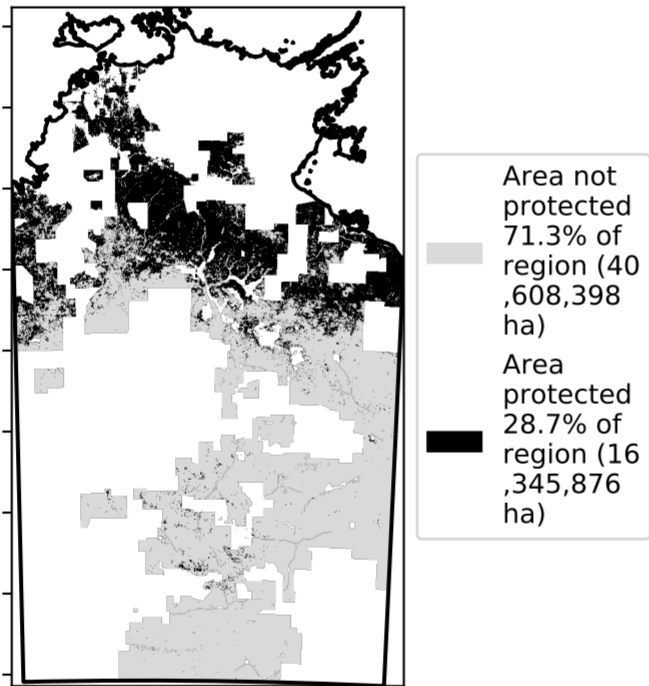 Area not
protected
71.3% of
region (40
,608,398
ha)
Area
protected
28.7% of
region (16
,345,876
ha)